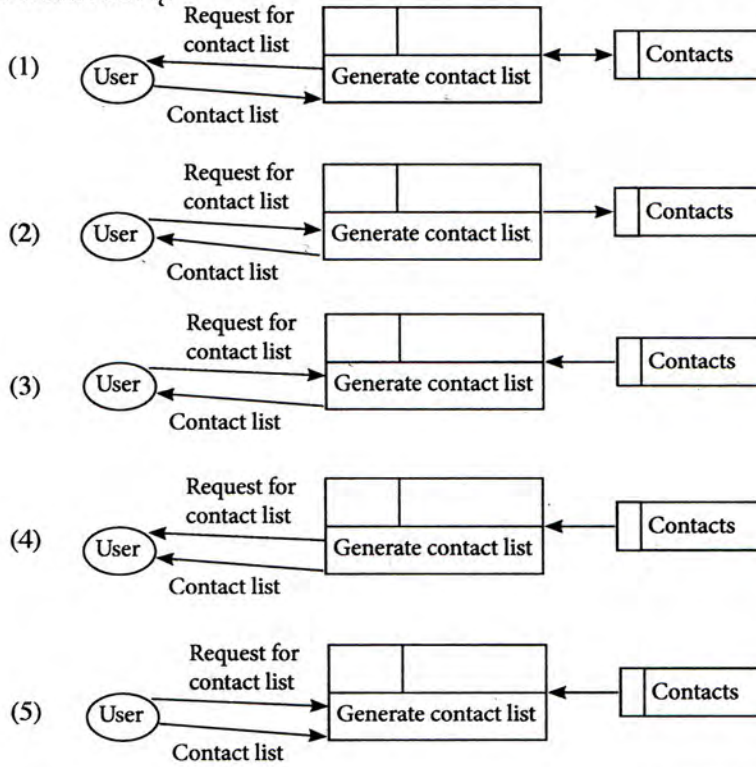 Request for
contact list
(1)
User
Generate contact list
Contacts
Contact list
Request for
contact list
(2)
User
Generate contact list
Contacts
Contact list
Request for
contact list
(3)
User
Generate contact list
Contacts
Contact list
Request for
contact list
(4)
User
Generate contact list
Contacts
Contact list
Request for
contact list
(5)
User
Generate contact list
Contacts
Contact list